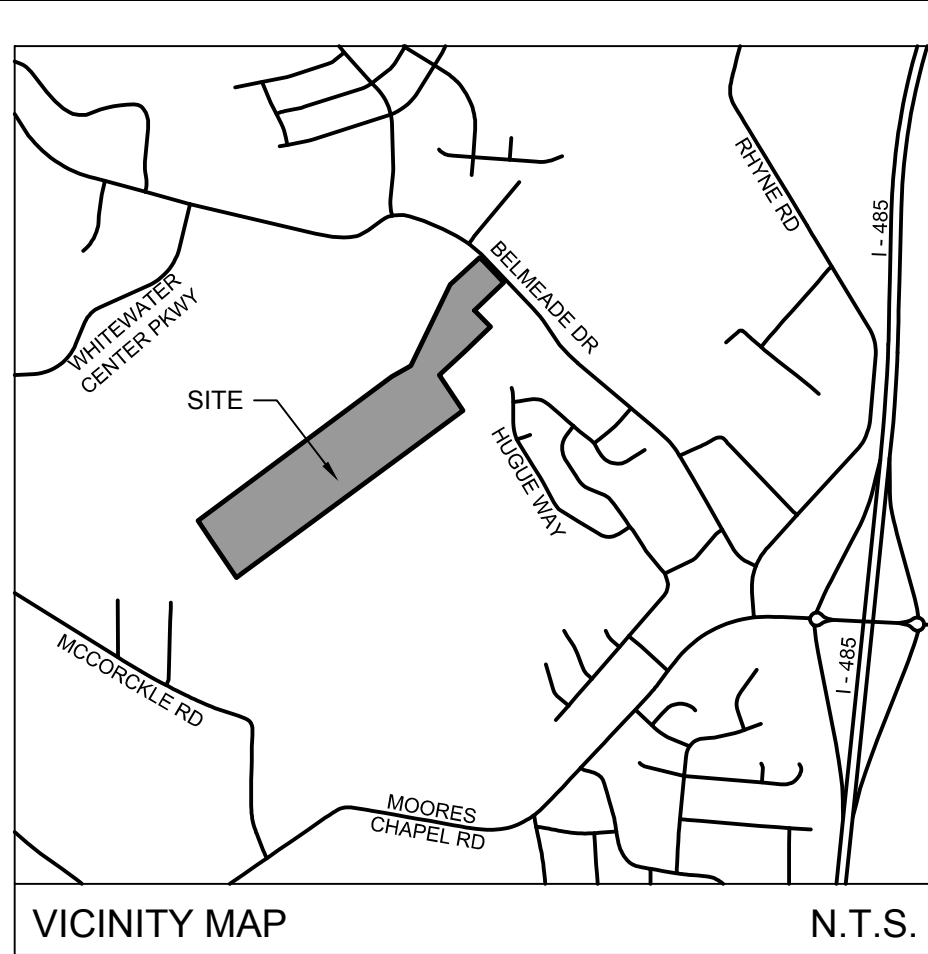 RHYNE RD
I - 485
BELMEADE DR
WHITEWATER
CENTER PKWY
SITE
HUGUE WAY
MCCORCKLE RD
I - 485
MOORES
CHAPEL RD
VICINITY MAP
N.T.S.